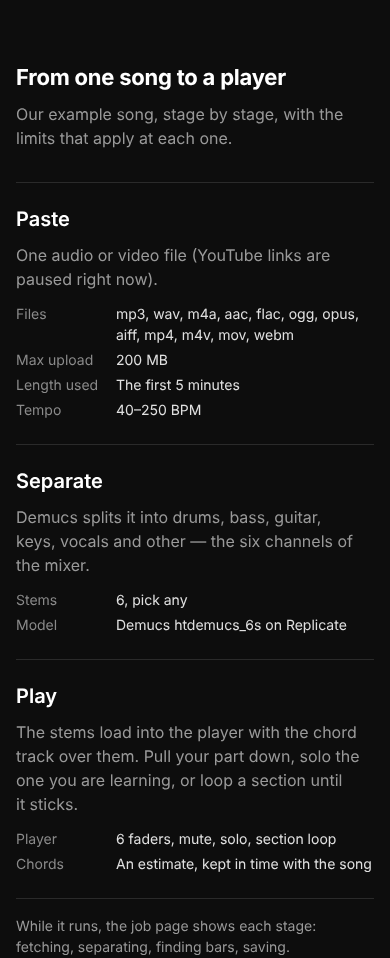 From one song to a player
Our example song, stage by stage, with the
limits that apply at each one.
Paste
One audio or video file (YouTube links are
paused right now).
Files mp3, wav, m4a, aac, flac, ogg, opus,
aiff, mp4, m4v, mov, webm
Max upload 200 MB
Length used The first 5 minutes
Tempo 40–250 BPM
Separate
Demucs splits it into drums, bass, guitar,
keys, vocals and other — the six channels of
the mixer.
Stems 6, pick any
Model Demucs htdemucs_6s on Replicate
Play
The stems load into the player with the chord
track over them. Pull your part down, solo the
one you are learning, or loop a section until
it sticks.
Player 6 faders, mute, solo, section loop
Chords An estimate, kept in time with the song
While it runs, the job page shows each stage:
fetching, separating, finding bars, saving.